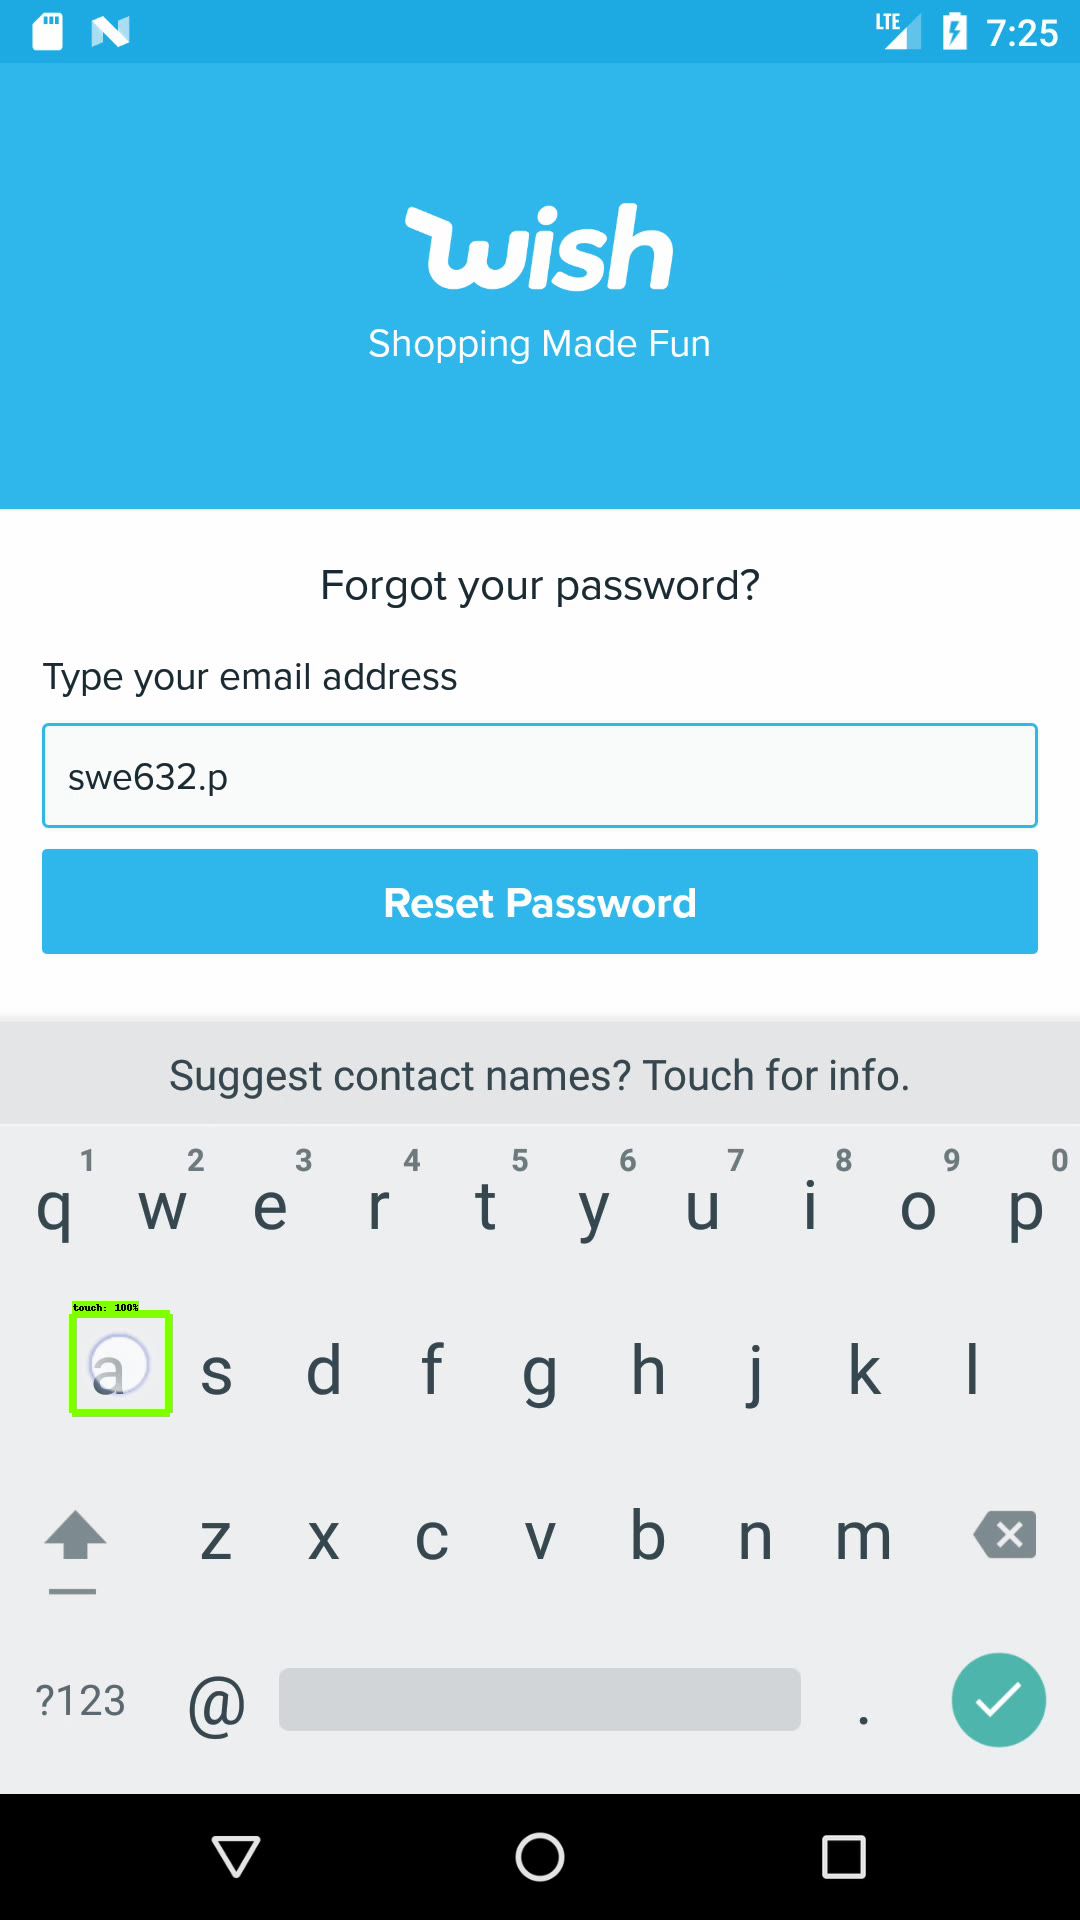 LTE 7:25
wish
Shopping Made Fun
Forgot your password?
Type your email address
swe632.p
Reset Password
Suggest contact names? Touch for info.
1 2 3 4 5 6 7 8 9 0
q w e r t y u i o p
touch: 100%
a s d f g h j k l
z x c v b n m
?123 @ .